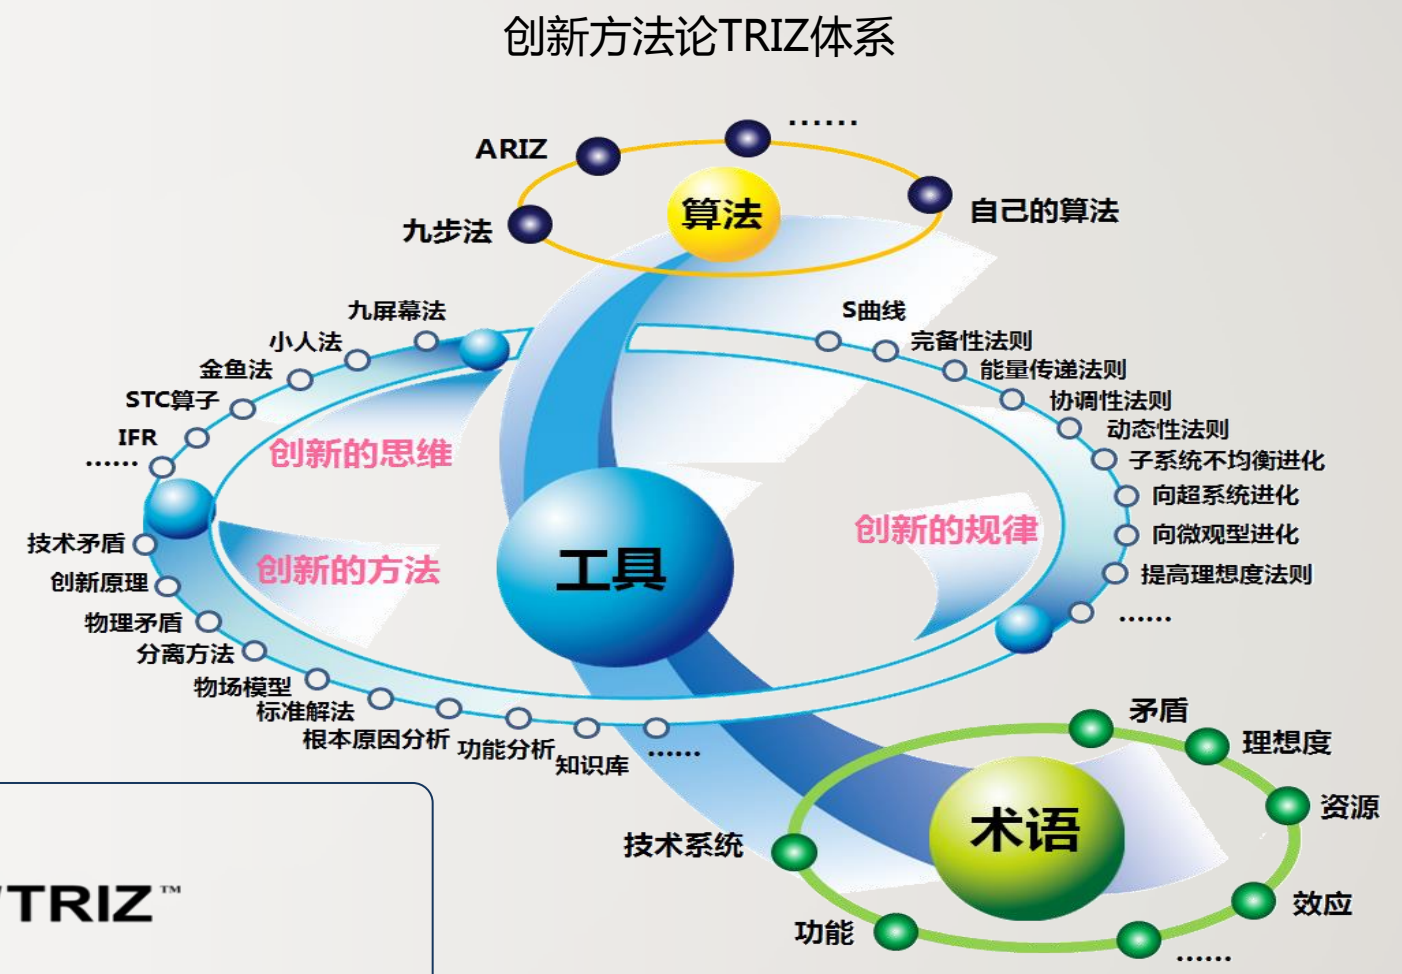 创新方法论TRIZ体系
......
ARIZ
算法
自己的算法
九步法
九屏幕法
小人法
金鱼法
STC算子
IFR
......
创新的思维
S曲线
完备性法则
能量传递法则
协调性法则
动态性法则
子系统不均衡进化
向超系统进化
向微观型进化
提高理想度法则
......
创新的规律
工具
创新的方法
技术矛盾
创新原理
物理矛盾
分离方法
物场模型
标准解法
根本原因分析
功能分析
知识库
......
矛盾
理想度
资源
效应
......
功能
技术系统
术语
TRIZ™